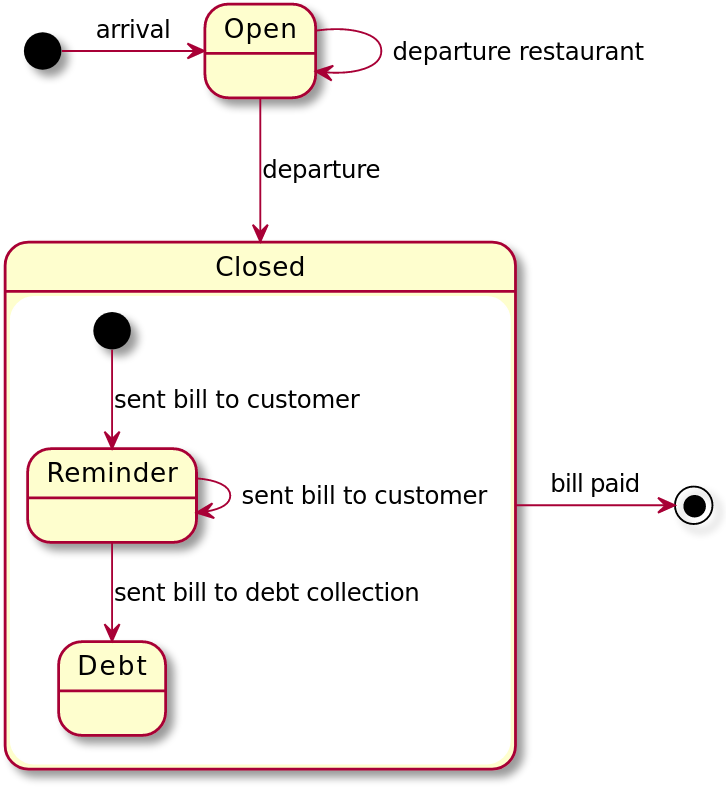 arrival
Open
departure restaurant
departure
Closed
sent bill to customer
Reminder
sent bill to customer
bill paid
sent bill to debt collection
Debt